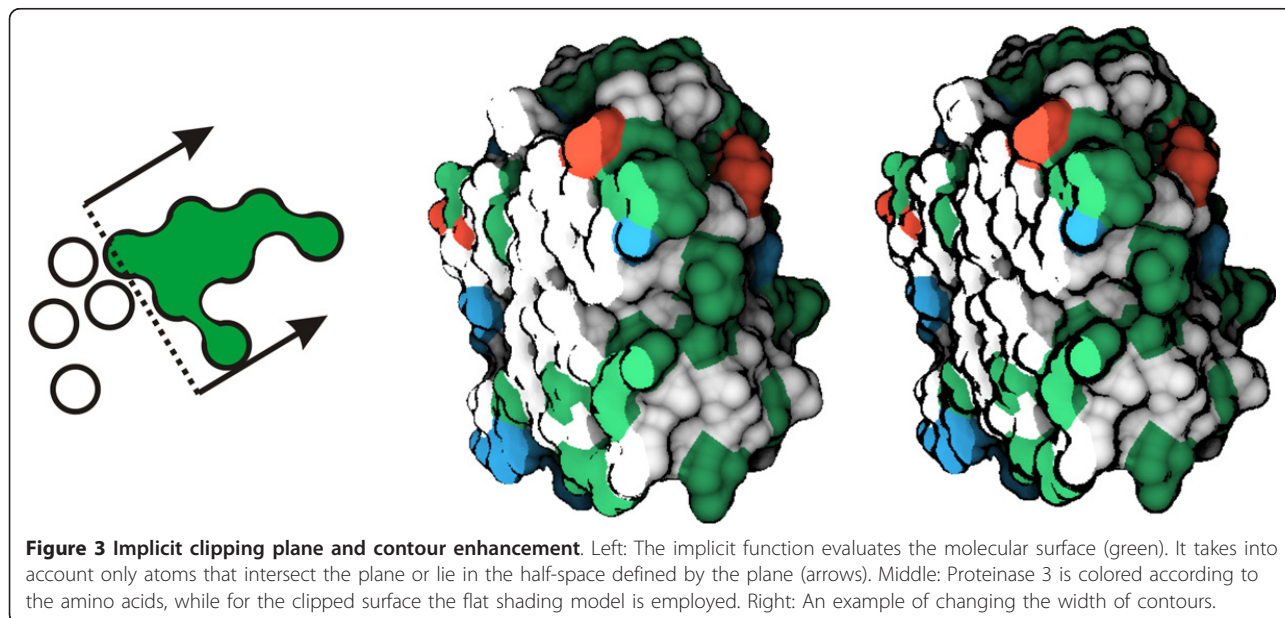 Figure 3 Implicit clipping plane and contour enhancement. Left: The implicit function evaluates the molecular surface (green). It takes into
account only atoms that intersect the plane or lie in the half-space defined by the plane (arrows). Middle: Proteinase 3 is colored according to
the amino acids, while for the clipped surface the flat shading model is employed. Right: An example of changing the width of contours.